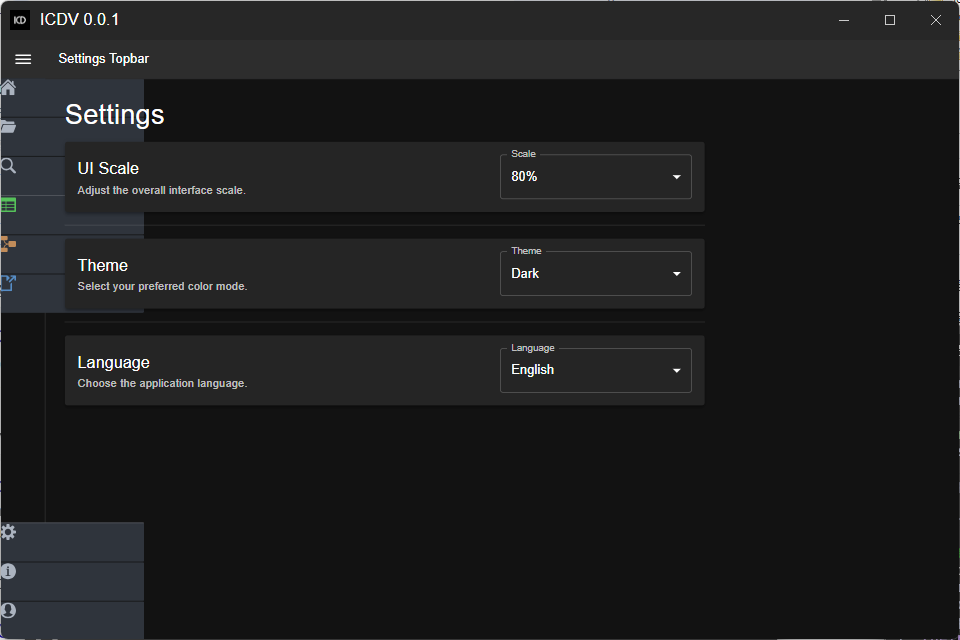 KD ICDV 0.0.1
Settings Topbar
Settings
UI Scale
Adjust the overall interface scale.
Scale
80%
Theme
Select your preferred color mode.
Theme
Dark
Language
Choose the application language.
Language
English